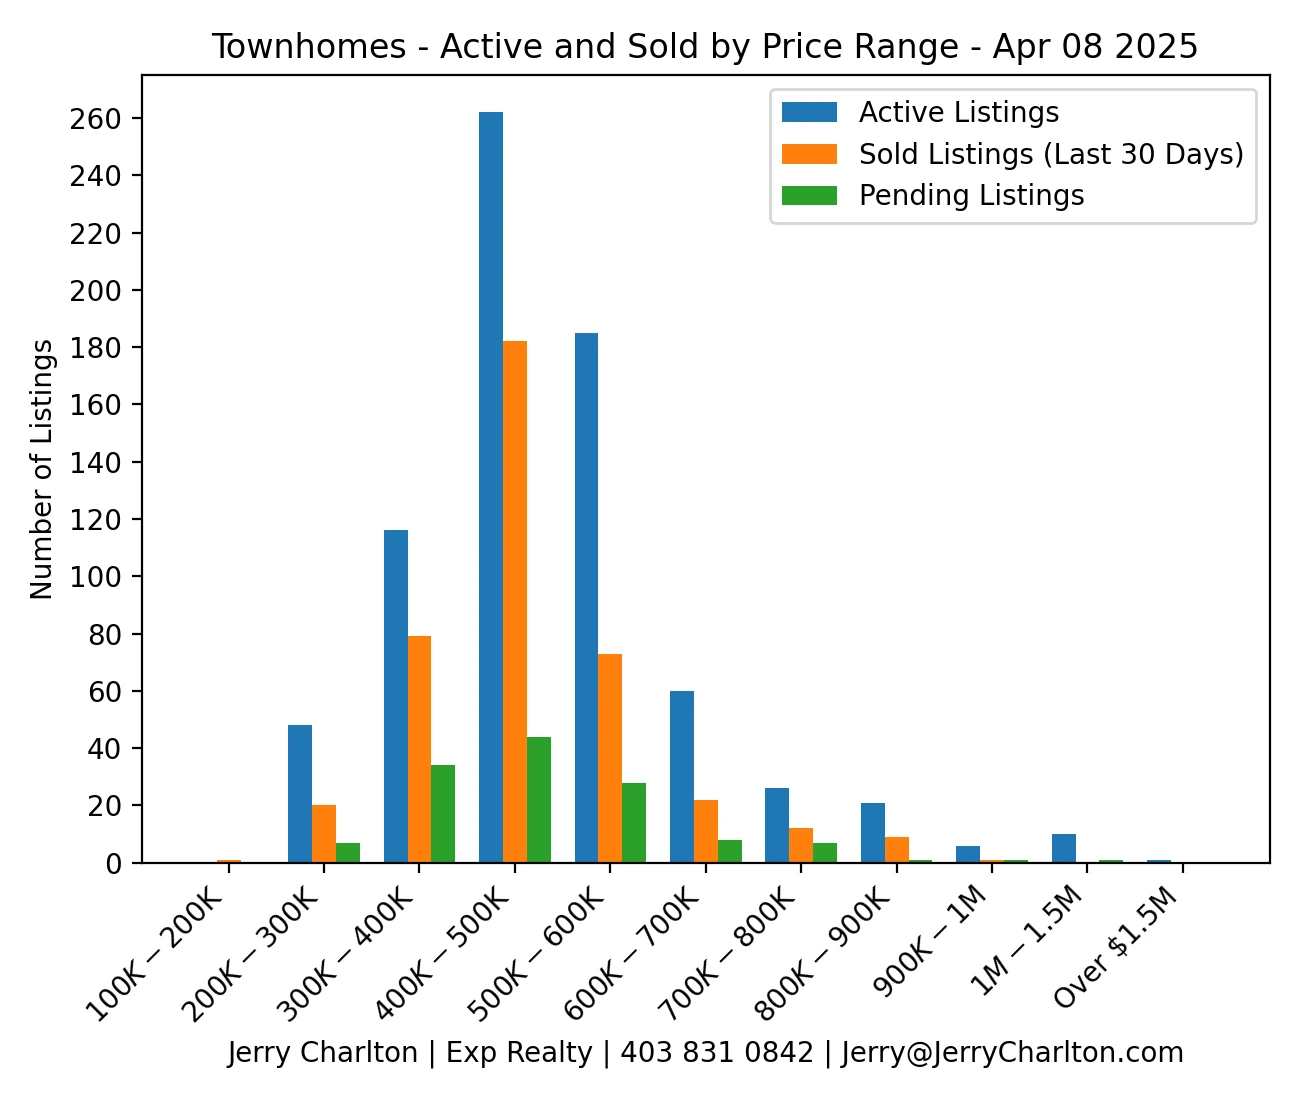 Townhomes - Active and Sold by Price Range - Apr 08 2025
Active Listings
Sold Listings (Last 30 Days)
Pending Listings
Number of Listings
260
240
220
200
180
160
140
120
100
80
60
40
20
0
100K − 200K
200K − 300K
300K − 400K
400K − 500K
500K − 600K
600K − 700K
700K − 800K
800K − 900K
900K − 1M
1M − 1.5M
Over $1.5M
Jerry Charlton | Exp Realty | 403 831 0842 | Jerry@JerryCharlton.com